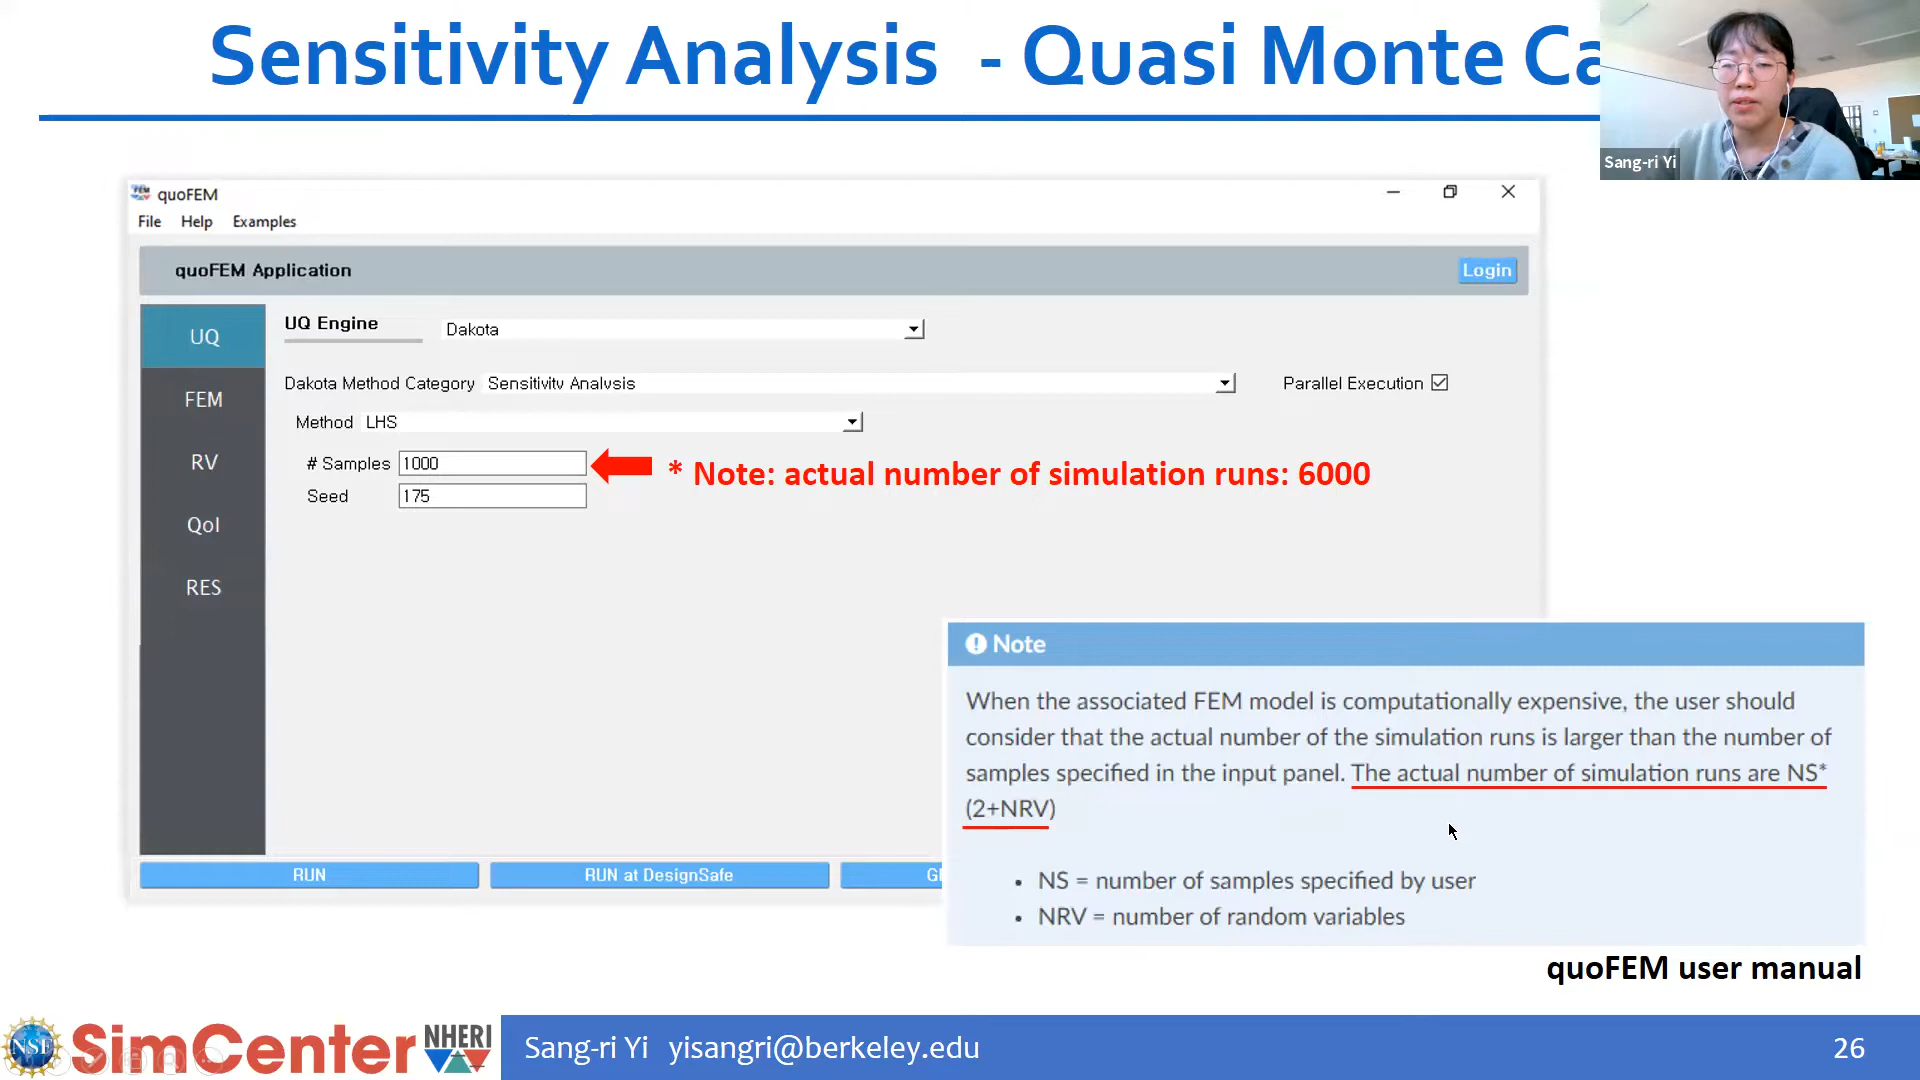 Sensitivity Analysis - Quasi Monte Ca
Sang-ri Yi
quoFEM
File Help Examples
quoFEM Application
Login
UQ
FEM
RV
QoI
RES
UQ Engine
Dakota
Dakota Method Category
Sensitivity Analysis
Parallel Execution
Method
LHS
# Samples
1000
* Note: actual number of simulation runs: 6000
Seed
175
RUN
RUN at DesignSafe
Note
When the associated FEM model is computationally expensive, the user should
consider that the actual number of the simulation runs is larger than the number of
samples specified in the input panel. The actual number of simulation runs are NS*
(2+NRV)
• NS = number of samples specified by user
• NRV = number of random variables
quoFEM user manual
NSF
SimCenter
NHERI
Sang-ri Yi yisangri@berkeley.edu
26